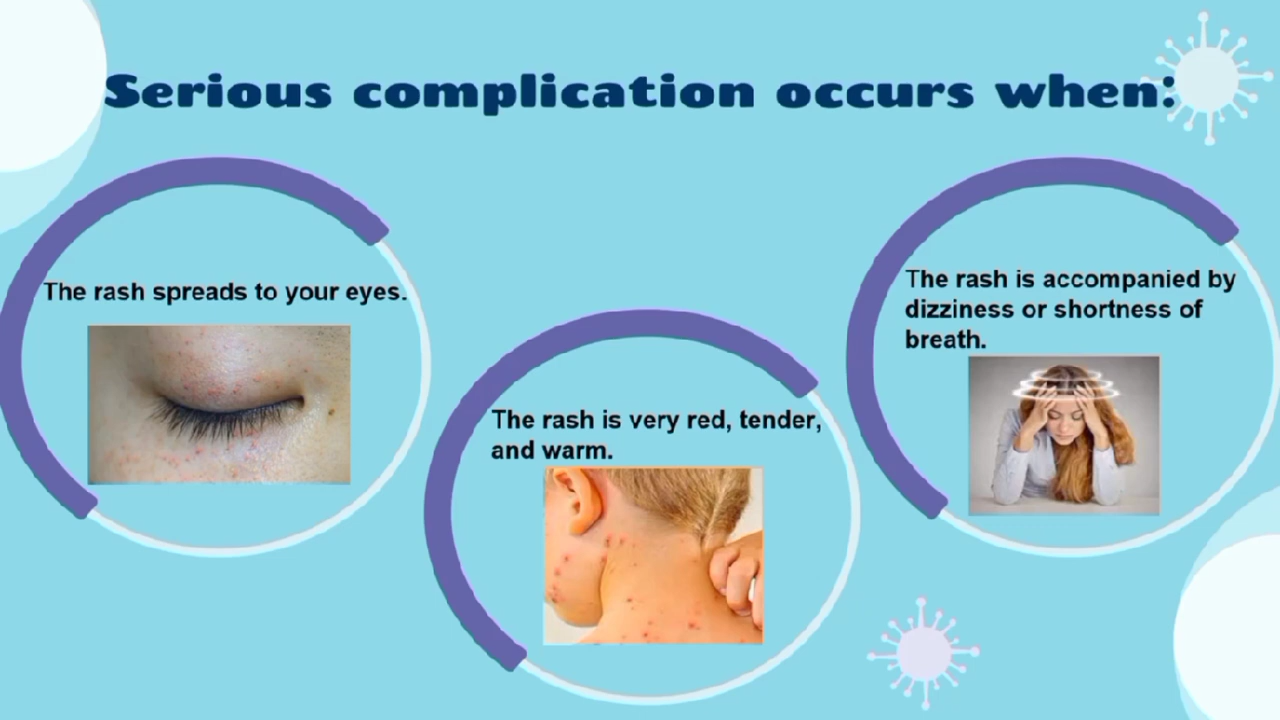 Serious complication occurs when:
The rash spreads to your eyes.
The rash is very red, tender,
and warm.
The rash is accompanied by
dizziness or shortness of
breath.